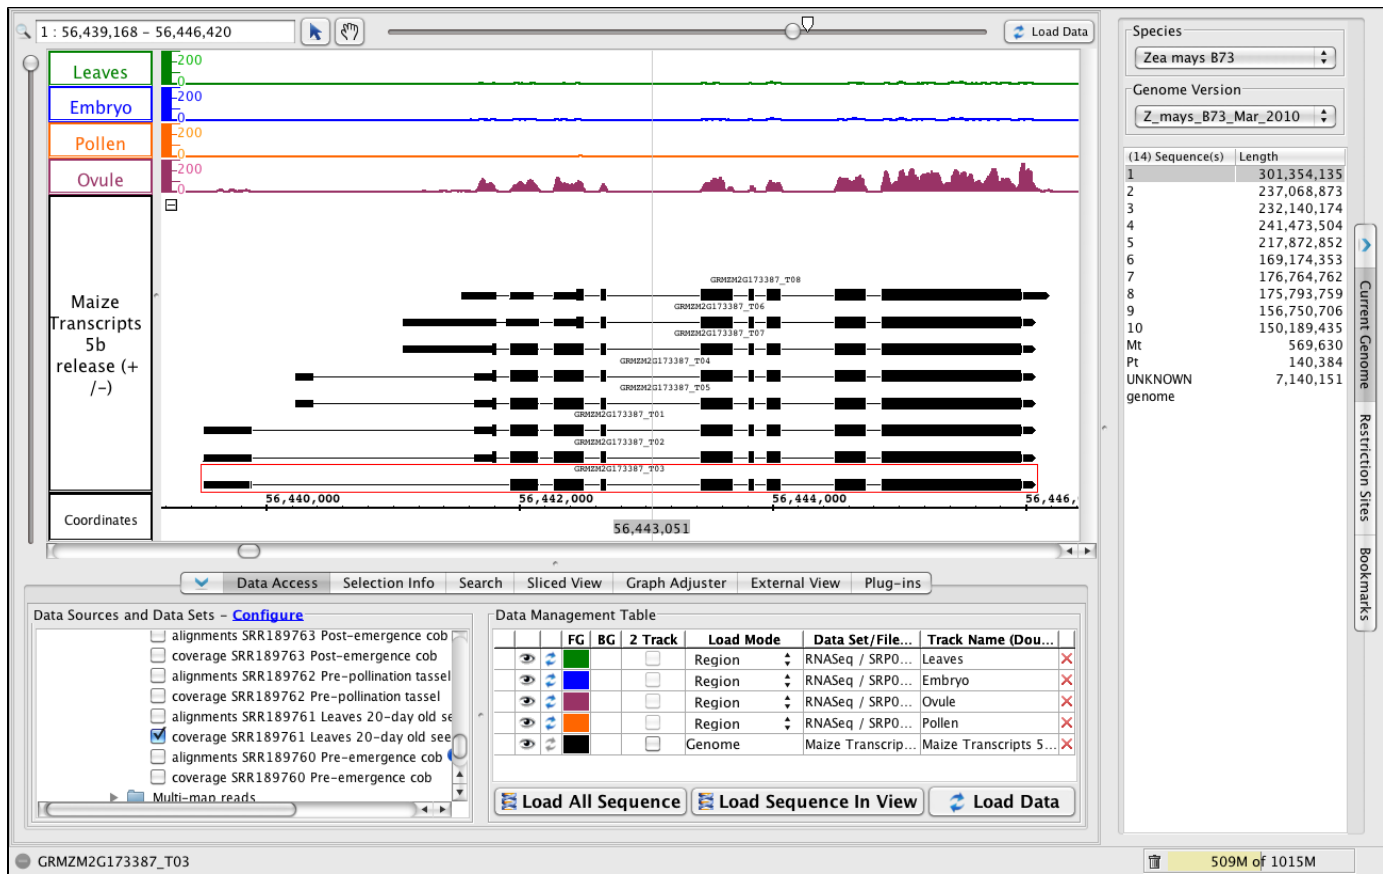 1 : 56,439,168 - 56,446,420
Load Data
Leaves
200
0
Embryo
200
0
Pollen
200
0
Ovule
200
0
Maize
Transcripts
5b
release (+
/-)
GRMZM2G173387_T08
GRMZM2G173387_T06
GRMZM2G173387_T07
GRMZM2G173387_T04
GRMZM2G173387_T05
GRMZM2G173387_T01
GRMZM2G173387_T02
GRMZM2G173387_T03
Coordinates
56,440,000 56,442,000 56,444,000 56,446,
56,443,051
Data Access Selection Info Search Sliced View Graph Adjuster External View Plug-ins
Data Sources and Data Sets - Configure
alignments SRR189763 Post-emergence cob
coverage SRR189763 Post-emergence cob
alignments SRR189762 Pre-pollination tassel
coverage SRR189762 Pre-pollination tassel
alignments SRR189761 Leaves 20-day old se
coverage SRR189761 Leaves 20-day old see
alignments SRR189760 Pre-emergence cob
coverage SRR189760 Pre-emergence cob
Multi-map reads
Data Management Table
FG BG 2 Track Load Mode Data Set/File... Track Name (Dou...
Region RNASeq / SRP0... Leaves
Region RNASeq / SRP0... Embryo
Region RNASeq / SRP0... Ovule
Region RNASeq / SRP0... Pollen
Genome Maize Transcrip... Maize Transcripts 5...
Load All Sequence Load Sequence In View Load Data
Species
Zea mays B73
Genome Version
Z_mays_B73_Mar_2010
(14) Sequence(s) Length
1 301,354,135
2 237,068,873
3 232,140,174
4 241,473,504
5 217,872,852
6 169,174,353
7 176,764,762
8 175,793,759
9 156,750,706
10 150,189,435
Mt 569,630
Pt 140,384
UNKNOWN 7,140,151
genome
Current Genome
Restriction Sites
Bookmarks
GRMZM2G173387_T03
509M of 1015M